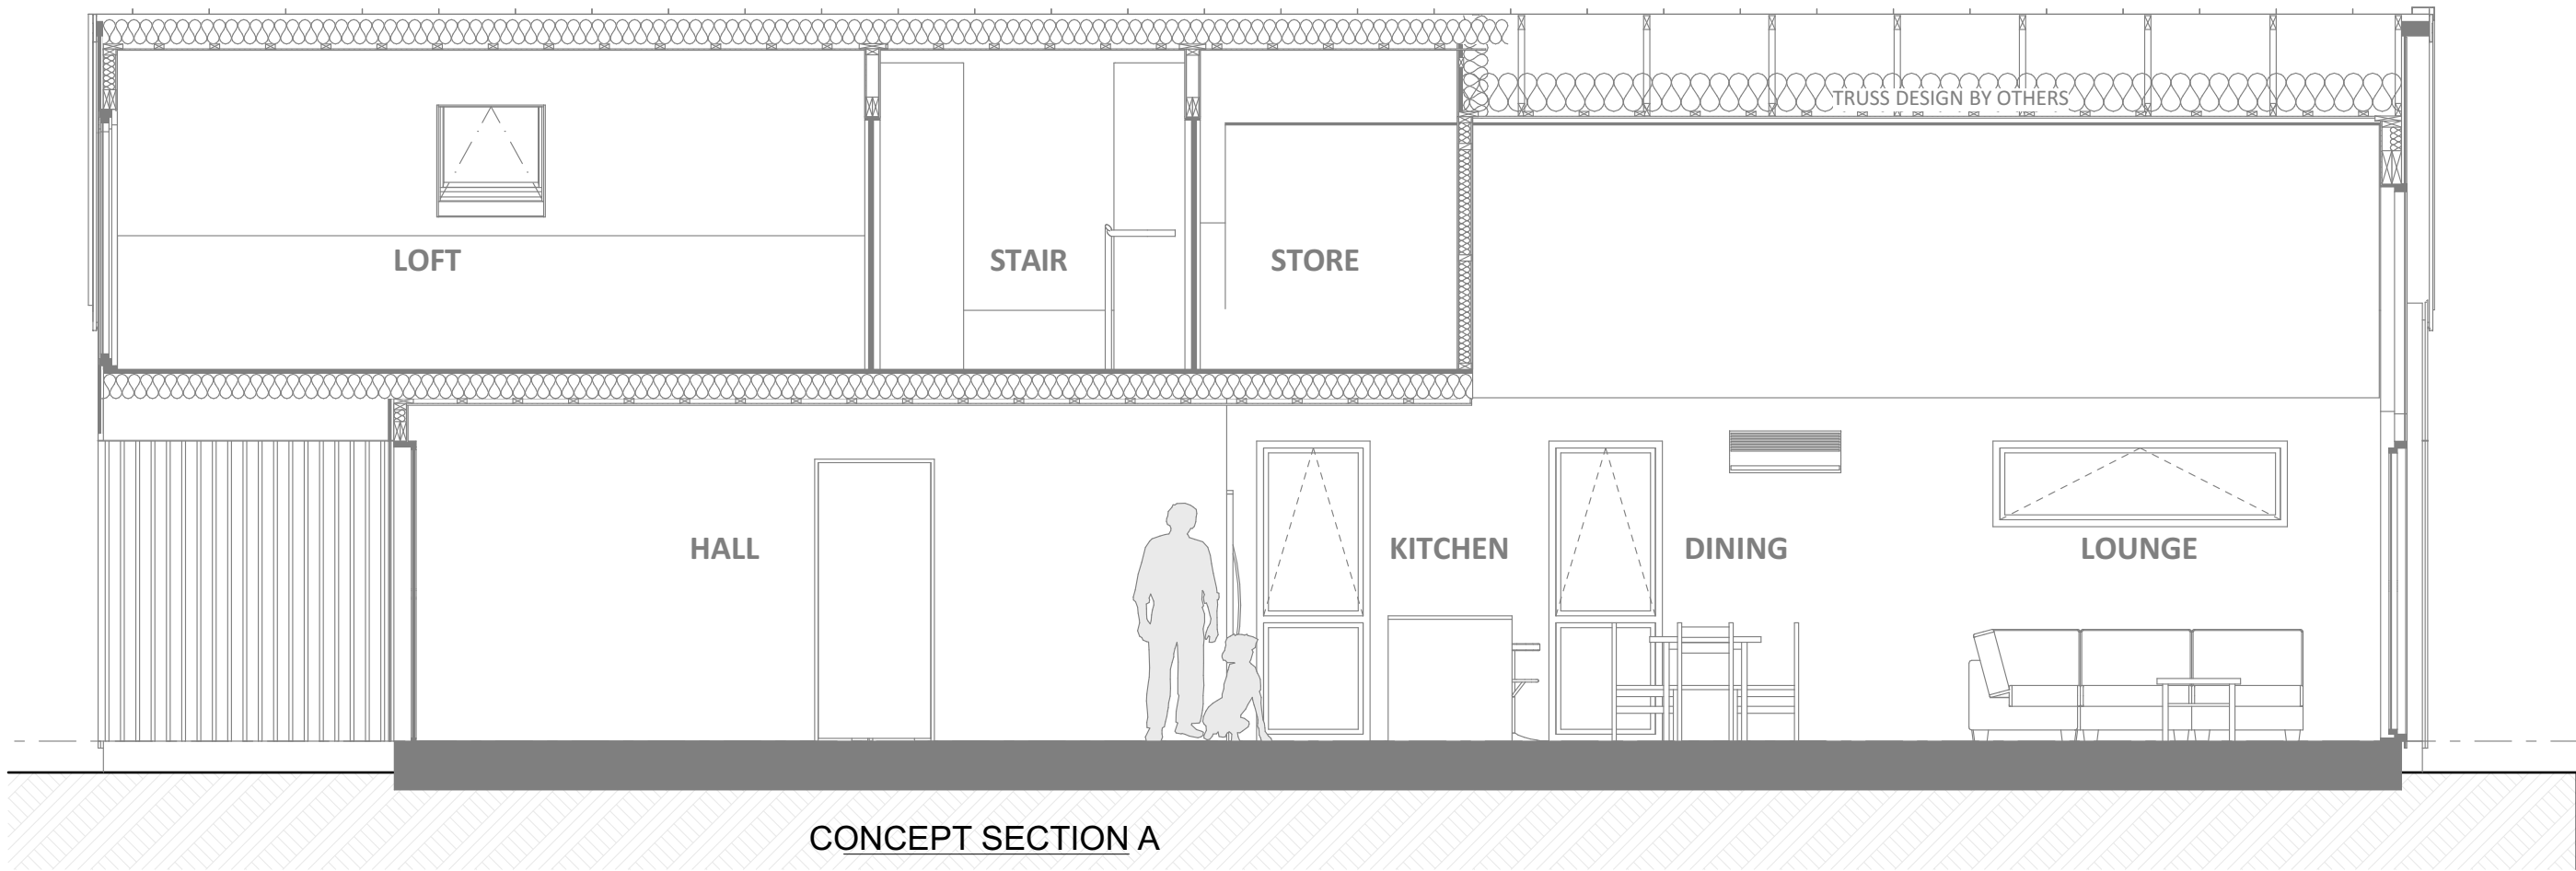 TRUSS DESIGN BY OTHERS
LOFT
STAIR
STORE
HALL
KITCHEN
DINING
LOUNGE
CONCEPT SECTION A